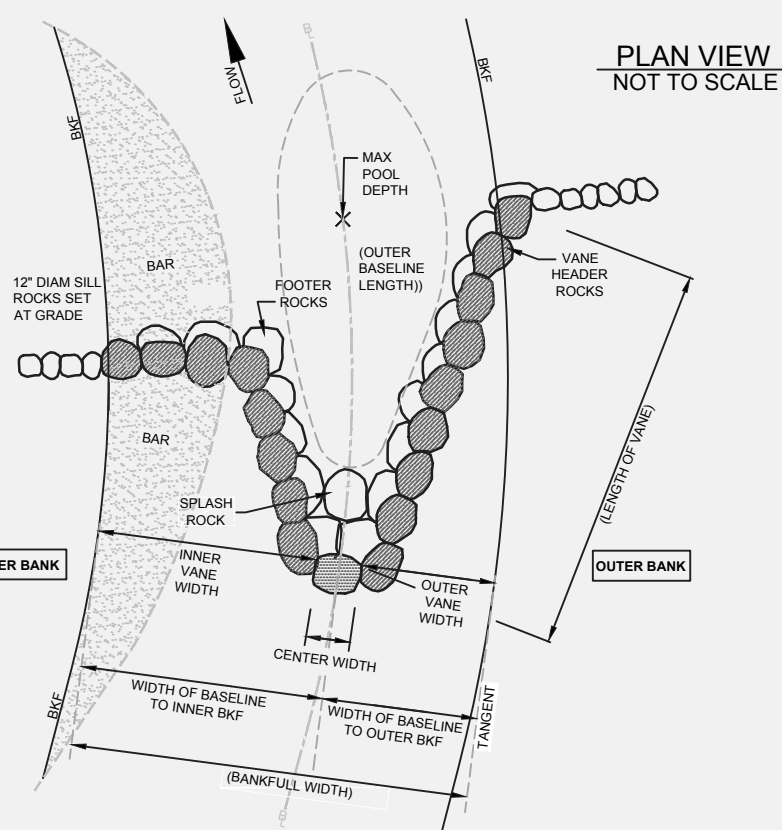 PLAN VIEW
NOT TO SCALE
BL
BKF
FLOW
BKF
MAX
POOL
DEPTH
(OUTER
BASELINE
LENGTH))
VANE
HEADER
ROCKS
BAR
12" DIAM SILL
ROCKS SET
AT GRADE
FOOTER
ROCKS
BAR
(LENGTH OF VANE)
SPLASH
ROCK
ER BANK
INNER
VANE
WIDTH
OUTER
VANE
WIDTH
OUTER BANK
CENTER WIDTH
BKF
WIDTH OF BASELINE
TO INNER BKF
WIDTH OF BASELINE
TO OUTER BKF
TANGENT
(BANKFULL WIDTH)
BL